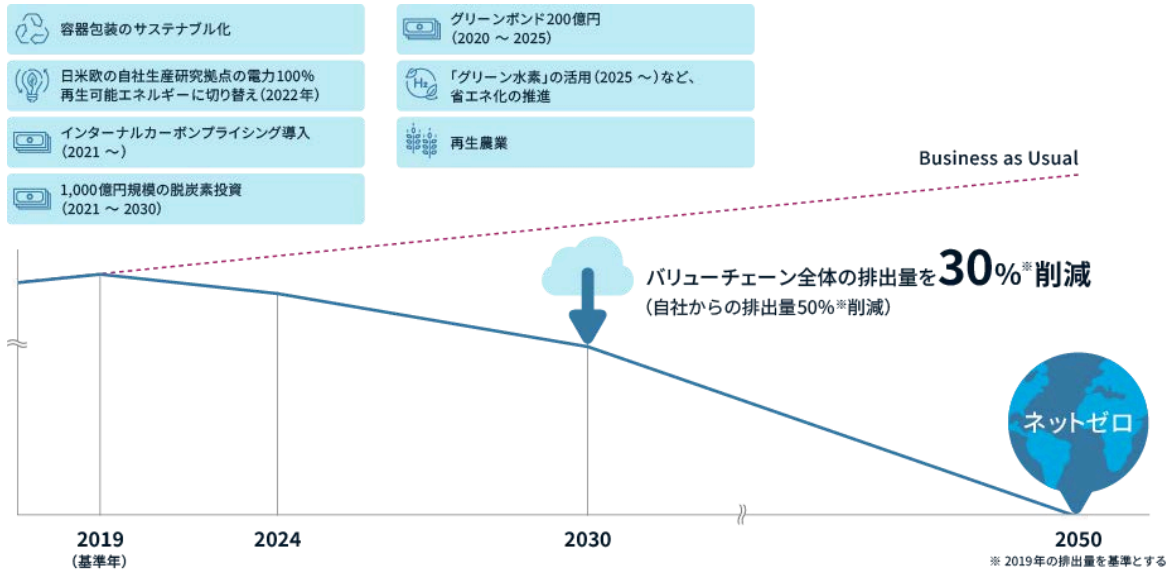 容器包装のサステナブル化
日米欧の自社生産研究拠点の電力100%
再生可能エネルギーに切り替え(2022年)
インターナルカーボンプライシング導入
(2021 ～)
1,000億円規模の脱炭素投資
(2021 ～ 2030)
グリーンボンド200億円
(2020 ～ 2025)
H2
「グリーン水素」の活用(2025 ～)など、
省エネ化の推進
再生農業
Business as Usual
バリューチェーン全体の排出量を30%※削減
(自社からの排出量50%※削減)
ネットゼロ
2019
(基準年)
2024
2030
2050
※ 2019年の排出量を基準とする